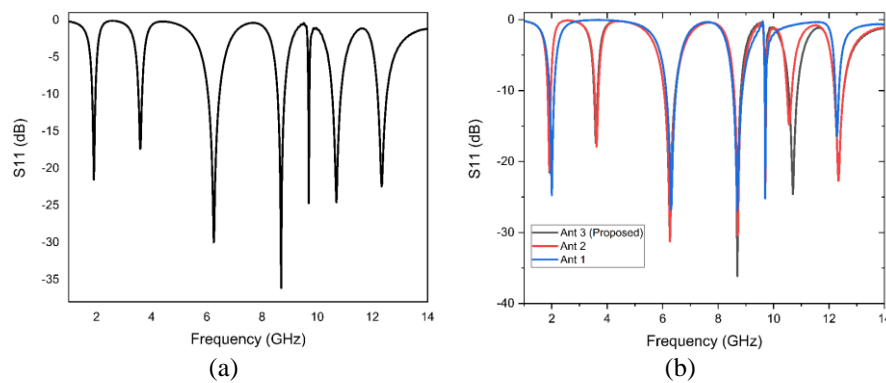 0
-5
-10
-15
-20
-25
-30
-35
S11 (dB)
2 4 6 8 10 12 14
Frequency (GHz)
(a)
0
-10
-20
-30
-40
S11 (dB)
Ant 3 (Proposed)
Ant 2
Ant 1
2 4 6 8 10 12 14
Frequency (GHz)
(b)